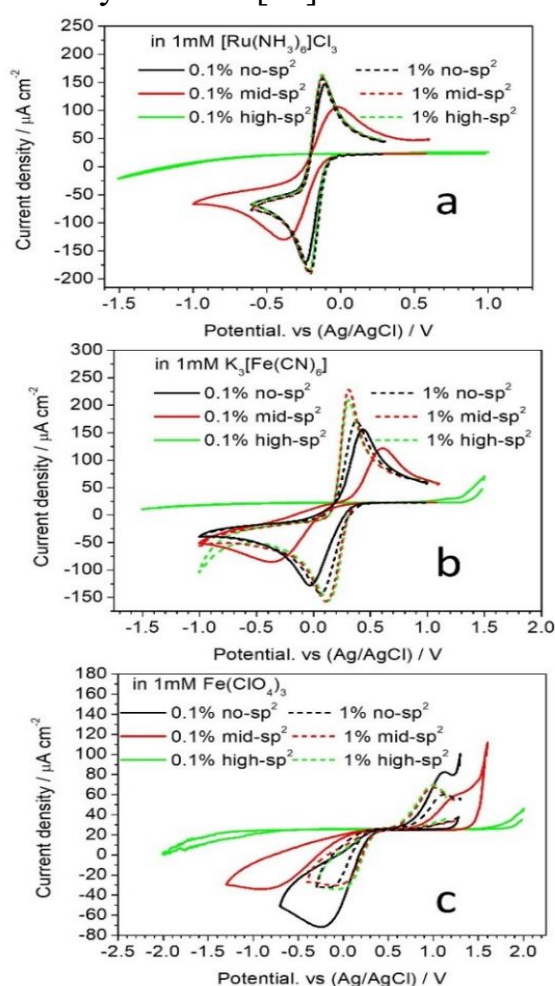 in 1mM [Ru(NH₃)₆]Cl₃
0.1% no-sp² 1% no-sp²
0.1% mid-sp² 1% mid-sp²
0.1% high-sp² 1% high-sp²
250
200
150
100
50
0
-50
-100
-150
-200
Current density / μA cm⁻²
a
-1.5 -1.0 -0.5 0.0 0.5 1.0
Potential. vs (Ag/AgCl) / V
in 1mM K₃[Fe(CN)₆]
0.1% no-sp² 1% no-sp²
0.1% mid-sp² 1% mid-sp²
0.1% high-sp² 1% high-sp²
300
250
200
150
100
50
0
-50
-100
-150
Current density / μA cm⁻²
b
-1.5 -1.0 -0.5 0.0 0.5 1.0 1.5 2.0
Potential. vs (Ag/AgCl) / V
in 1mM Fe(ClO₄)₃
0.1% no-sp² 1% no-sp²
0.1% mid-sp² 1% mid-sp²
0.1% high-sp² 1% high-sp²
180
160
140
120
100
80
60
40
20
0
-20
-40
-60
-80
Current density / μA cm⁻²
c
-2.5 -2.0 -1.5 -1.0 -0.5 0.0 0.5 1.0 1.5 2.0 2.5
Potential. vs (Ag/AgCl) / V